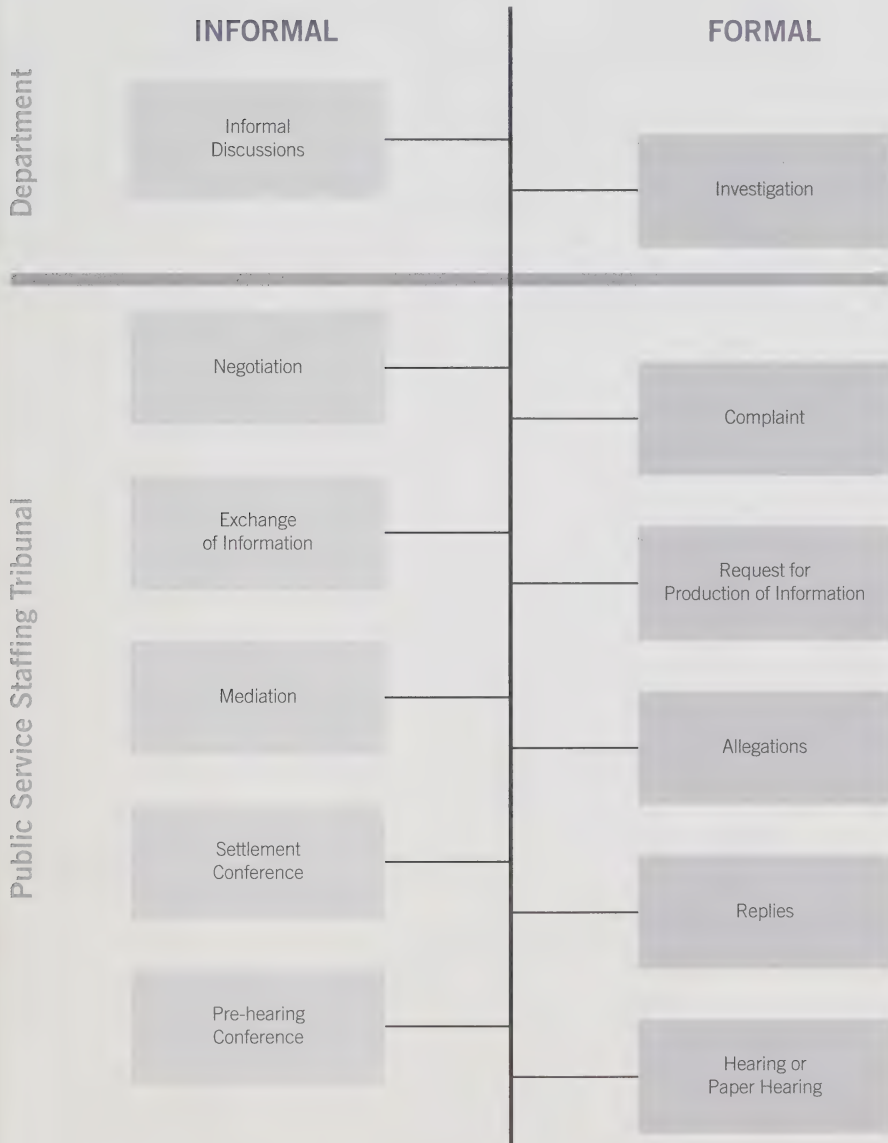 INFORMAL
FORMAL
Department
Informal
Discussions
Investigation
Public Service Staffing Tribunal
Negotiation
Complaint
Exchange
of Information
Request for
Production of Information
Mediation
Allegations
Settlement
Conference
Replies
Pre-hearing
Conference
Hearing or
Paper Hearing